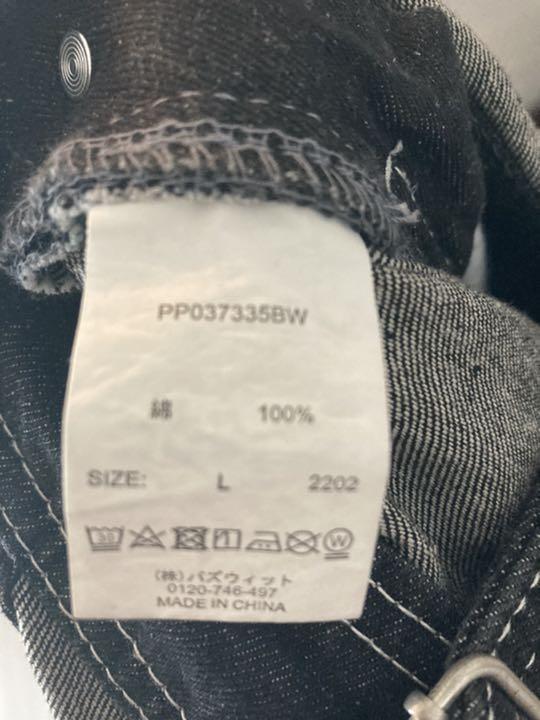 PP037335BW
綿 100%
SIZE: L 2202
(株)バズウィット
0120-746-497
MADE IN CHINA